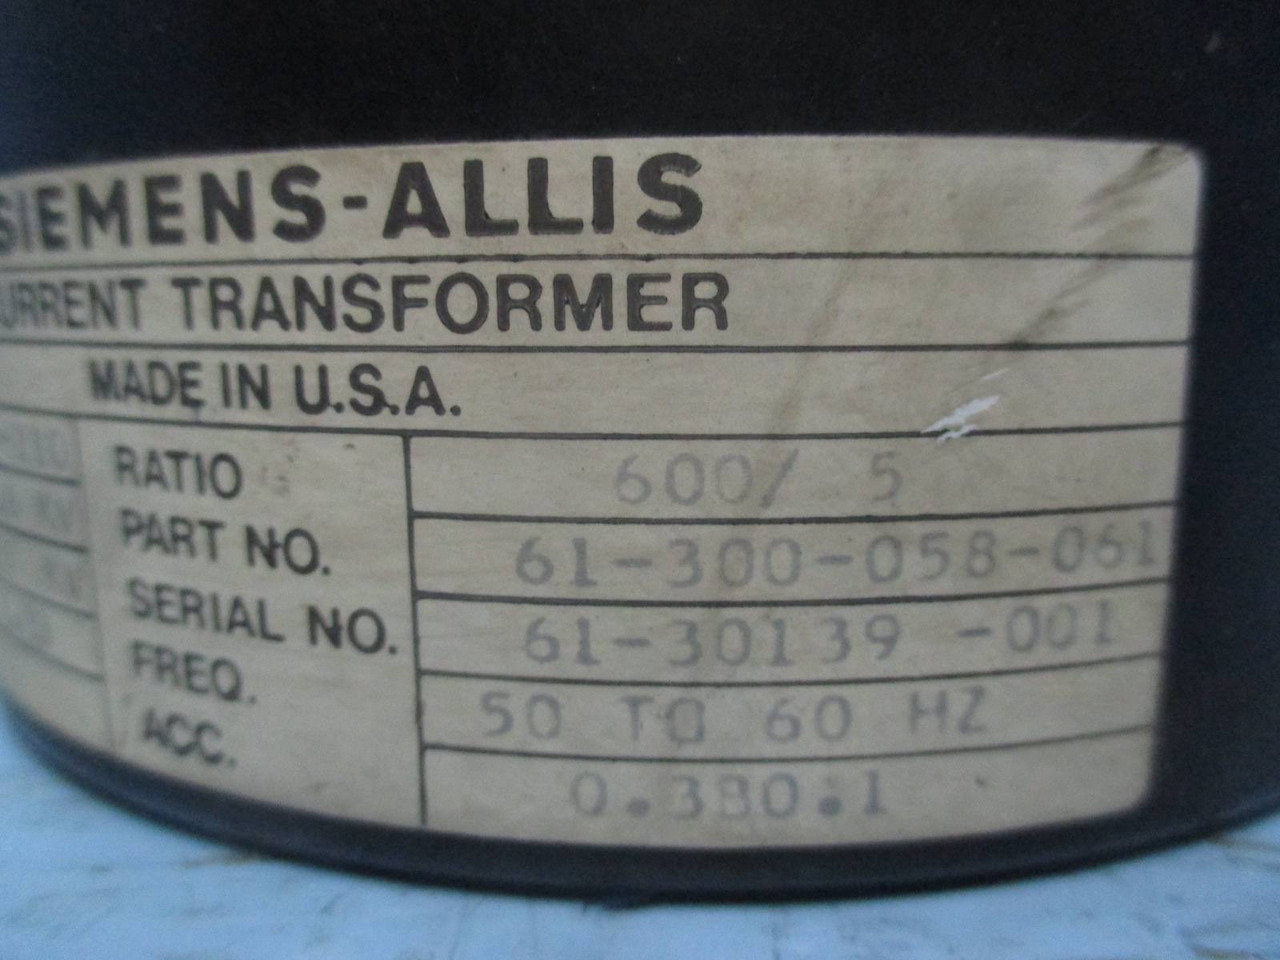 SIEMENS-ALLIS
CURRENT TRANSFORMER
MADE IN U.S.A.
RATIO 600/ 5
PART NO. 61-300-058-061
SERIAL NO. 61-30139 -001
FREQ. 50 TO 60 HZ
ACC. 0.3B0.1